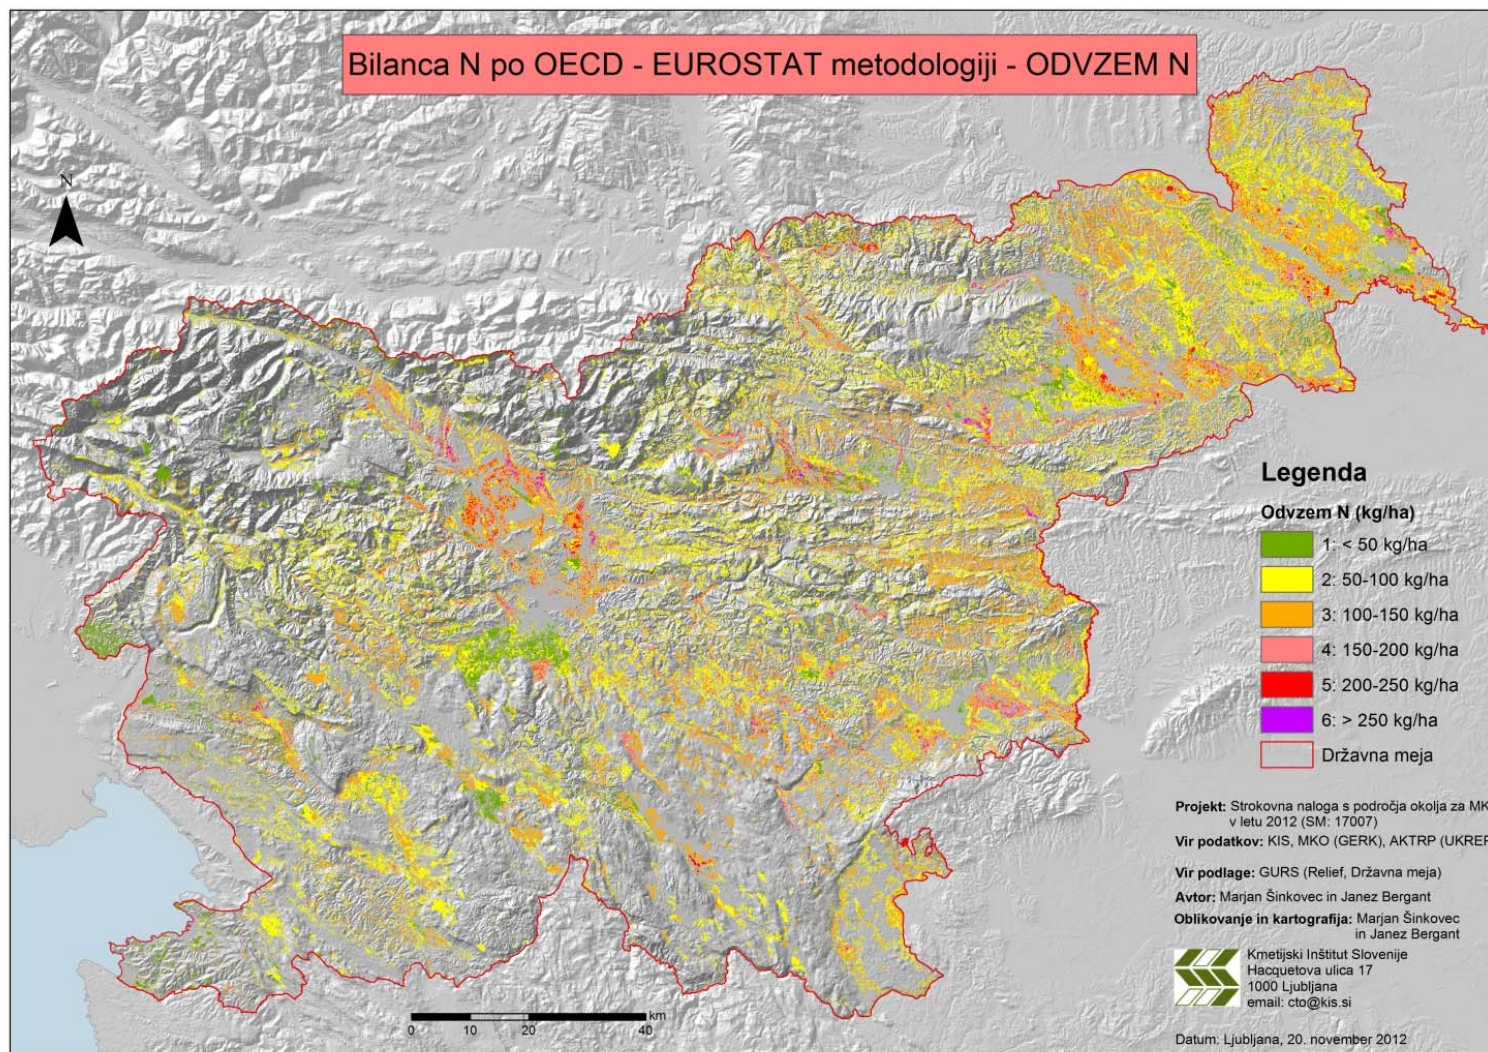 Bilanca N po OECD - EUROSTAT metodologiji - ODVZEM N
N
Legenda
Odvzem N (kg/ha)
1: < 50 kg/ha
2: 50-100 kg/ha
3: 100-150 kg/ha
4: 150-200 kg/ha
5: 200-250 kg/ha
6: > 250 kg/ha
Državna meja
Projekt: Strokovna naloga s področja okolja za MK
v letu 2012 (SM: 17007)
Vir podatkov: KIS, MKO (GERK), AKTRP (UKREP
Vir podlage: GURS (Relief, Državna meja)
Avtor: Marjan Šinkovec in Janez Bergant
Oblikovanje in kartografija: Marjan Šinkovec
in Janez Bergant
Kmetijski Inštitut Slovenije
Hacquetova ulica 17
1000 Ljubljana
email: cto@kis.si
km
0 10 20 40
Datum: Ljubljana, 20. november 2012